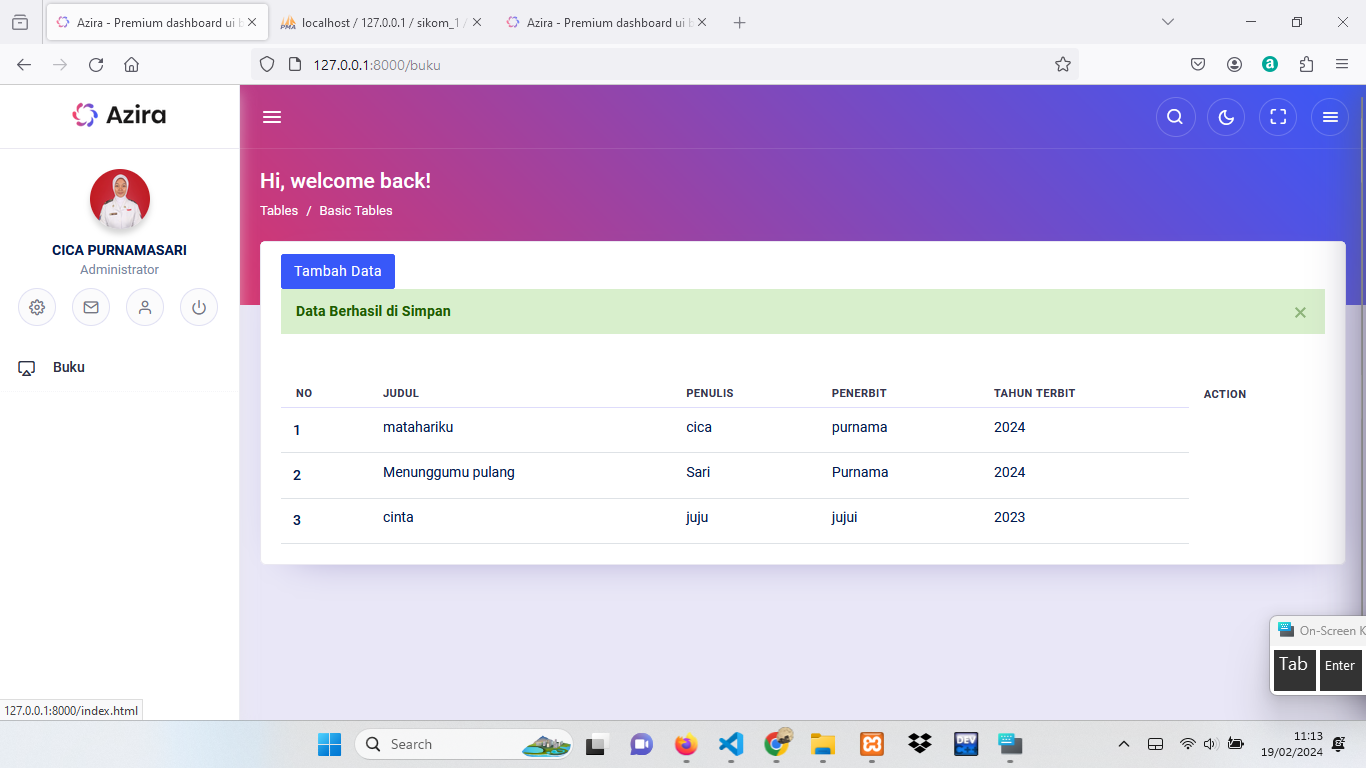 Azira - Premium dashboard ui b
localhost / 127.0.0.1 / sikom_1 /
Azira - Premium dashboard ui b
127.0.0.1:8000/buku
Azira
CICA PURNAMASARI
Administrator
Buku
Hi, welcome back!
Tables / Basic Tables
Tambah Data
Data Berhasil di Simpan
NO JUDUL PENULIS PENERBIT TAHUN TERBIT ACTION
1 matahariku cica purnama 2024
2 Menunggumu pulang Sari Purnama 2024
3 cinta juju jujui 2023
On-Screen K
Tab Enter
127.0.0.1:8000/index.html
Search
DEV
11:13
19/02/2024